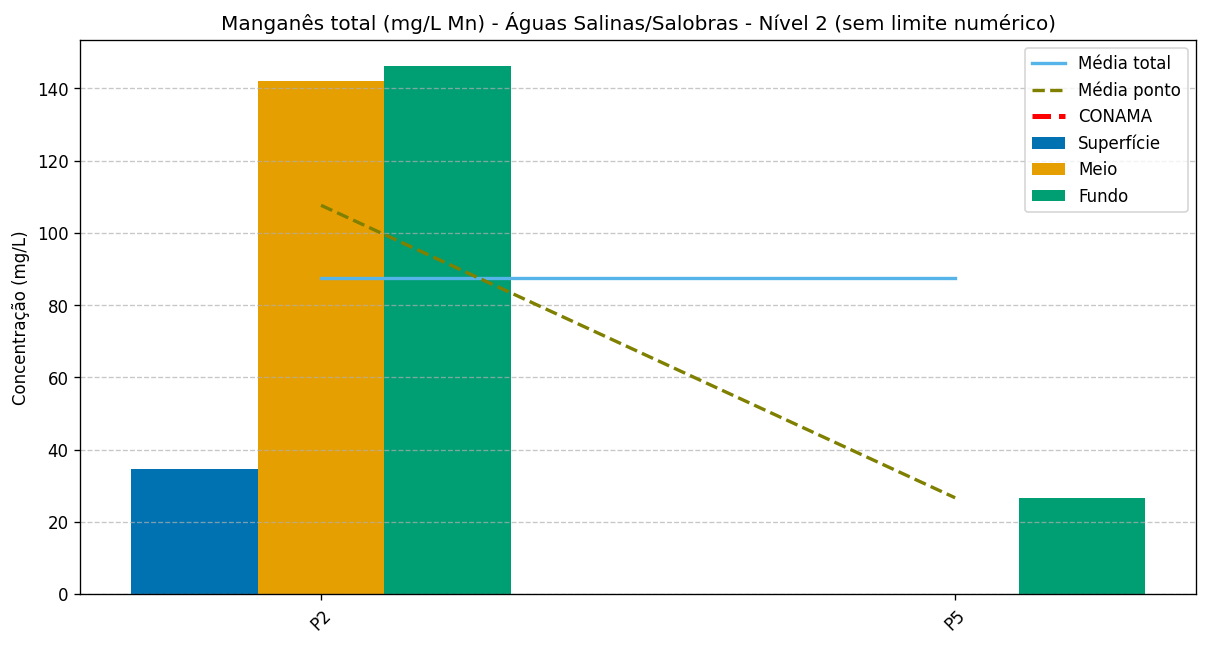 Manganês total (mg/L Mn) - Águas Salinas/Salobras - Nível 2 (sem limite numérico)
Concentração (mg/L)
140
120
100
80
60
40
20
0
P2
P5
Média total
Média ponto
CONAMA
Superfície
Meio
Fundo